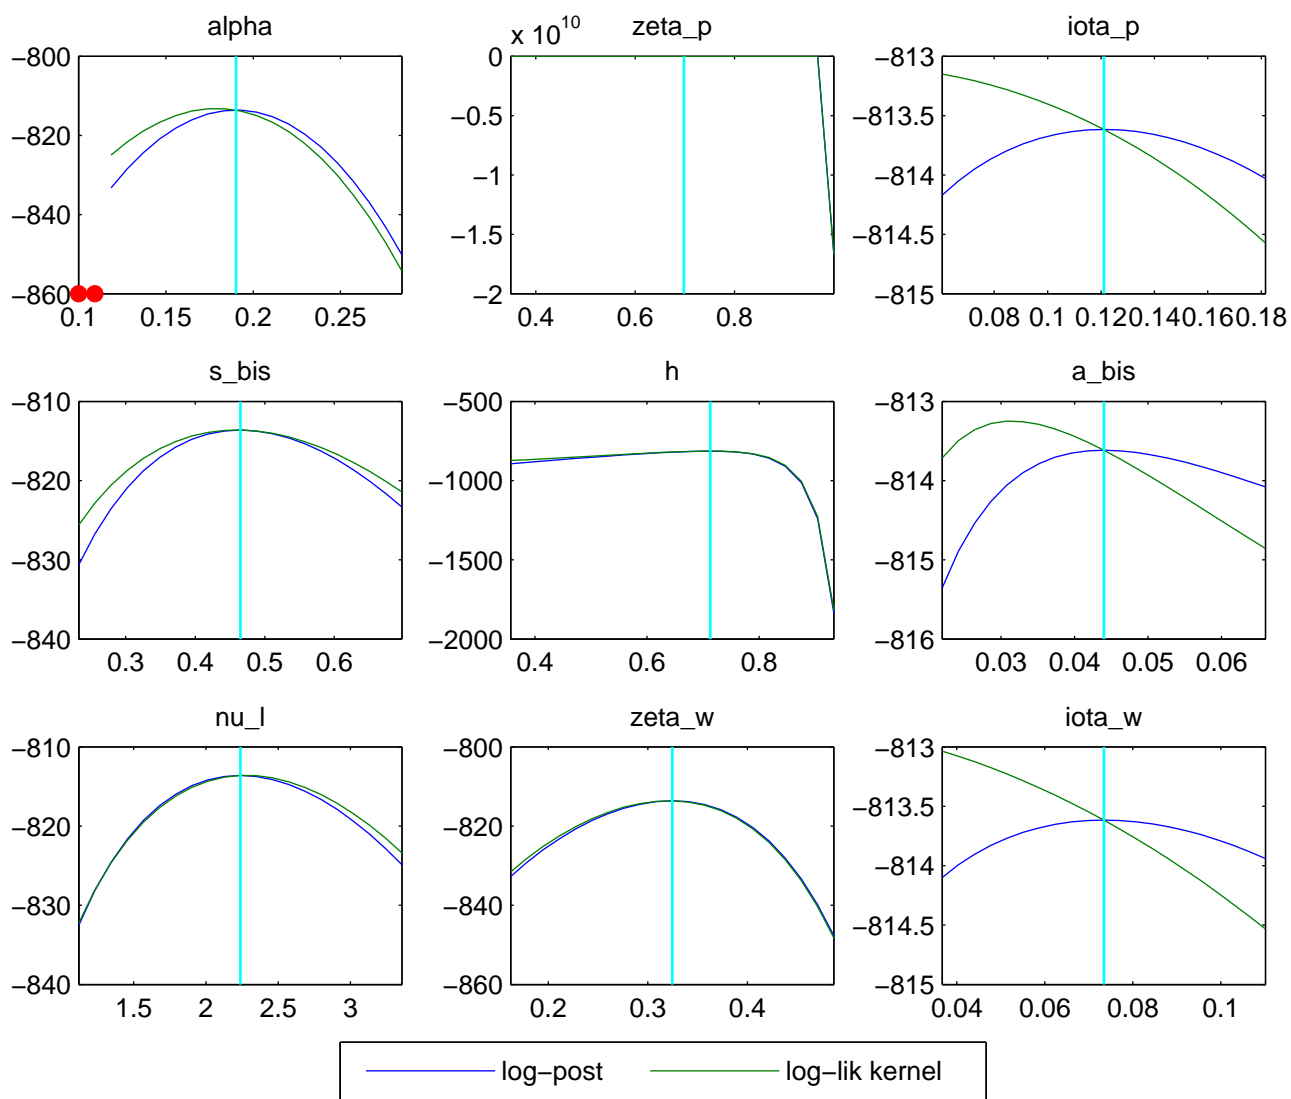 alpha
−800
−820
−840
−860
0.1 0.15 0.2 0.25
zeta_p
x 10^10
0
−0.5
−1
−1.5
−2
0.4 0.6 0.8
iota_p
−813
−813.5
−814
−814.5
−815
0.08 0.1 0.12 0.14 0.16 0.18
s_bis
−810
−820
−830
−840
0.3 0.4 0.5 0.6
h
−500
−1000
−1500
−2000
0.4 0.6 0.8
a_bis
−813
−814
−815
−816
0.03 0.04 0.05 0.06
nu_l
−810
−820
−830
−840
1.5 2 2.5 3
zeta_w
−800
−820
−840
−860
0.2 0.3 0.4
iota_w
−813
−813.5
−814
−814.5
−815
0.04 0.06 0.08 0.1
log−post log−lik kernel